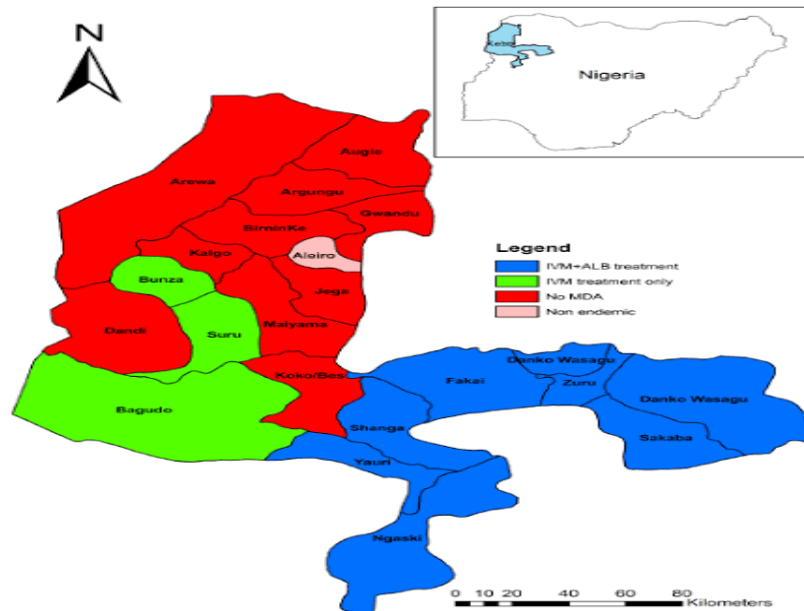 N
Kebbi
Nigeria
Augie
Arewa
Argungu
Gwandu
BirninKe
Kalgo
Aleiro
Bunza
Jega
Dandi
Suru
Maiyama
Koko/Bes
Bagudo
Shanga
Yauri
Ngaski
Fakai
Danko Wasagu
Zuru
Danko Wasagu
Sakaba
Legend
IVM+ALB treatment
IVM treatment only
No MDA
Non endemic
0 10 20 40 60 80
Kilometers